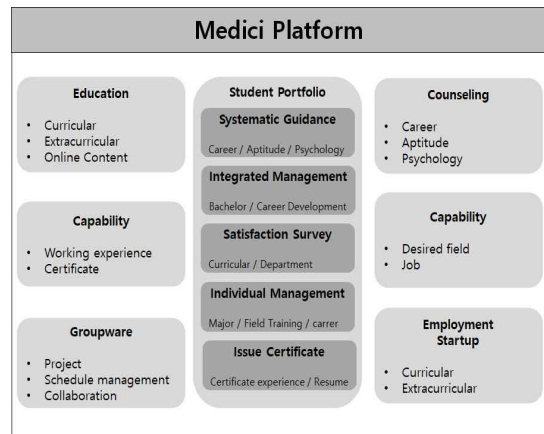 Medici Platform
Education
• Curricular
• Extracurricular
• Online Content
Capability
• Working experience
• Certificate
Groupware
• Project
• Schedule management
• Collaboration
Student Portfolio
Systematic Guidance
Career / Aptitude / Psychology
Integrated Management
Bachelor / Career Development
Satisfaction Survey
Curricular / Department
Individual Management
Major / Field Training / carrer
Issue Certificate
Certificate experience / Resume
Counseling
• Career
• Aptitude
• Psychology
Capability
• Desired field
• Job
Employment
Startup
• Curricular
• Extracurricular